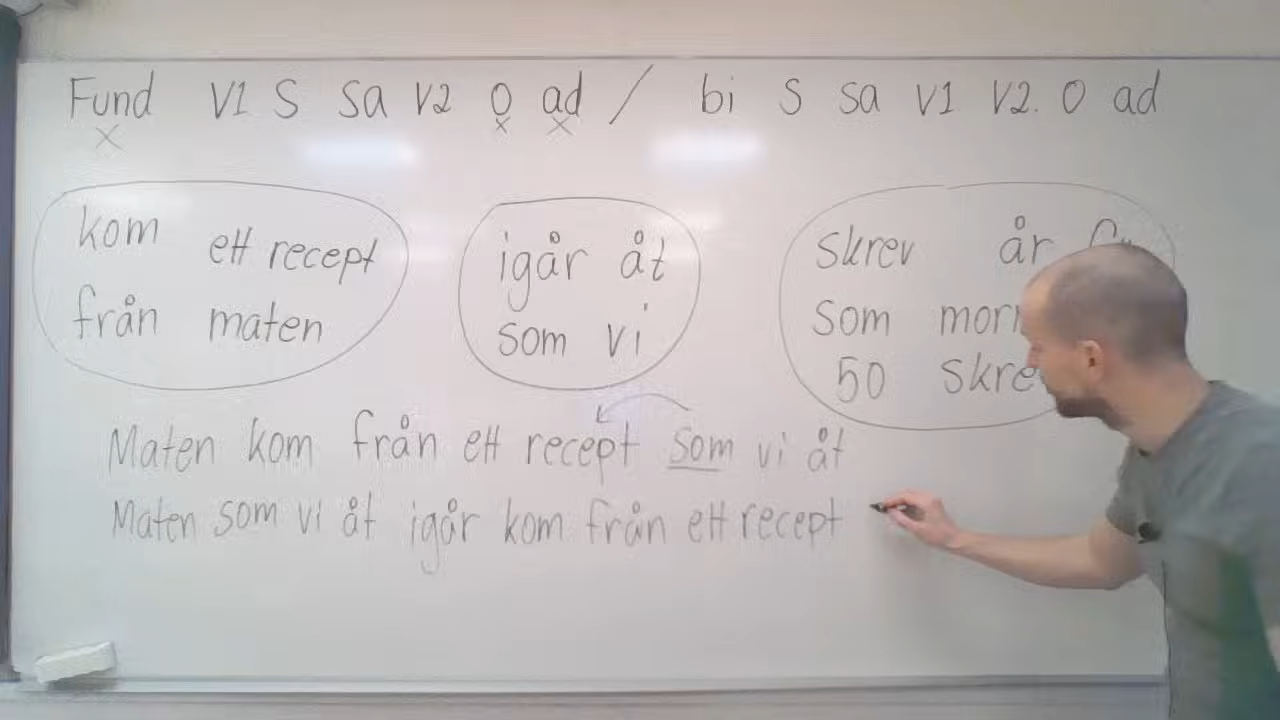 Fund V1 S sa V2 O ad / bi S sa V1 V2. O ad
kom ett recept
från maten
igår åt
som vi
skrev år
som
50
Maten kom från ett recept som vi åt
Maten som vi åt igår kom från ett recept